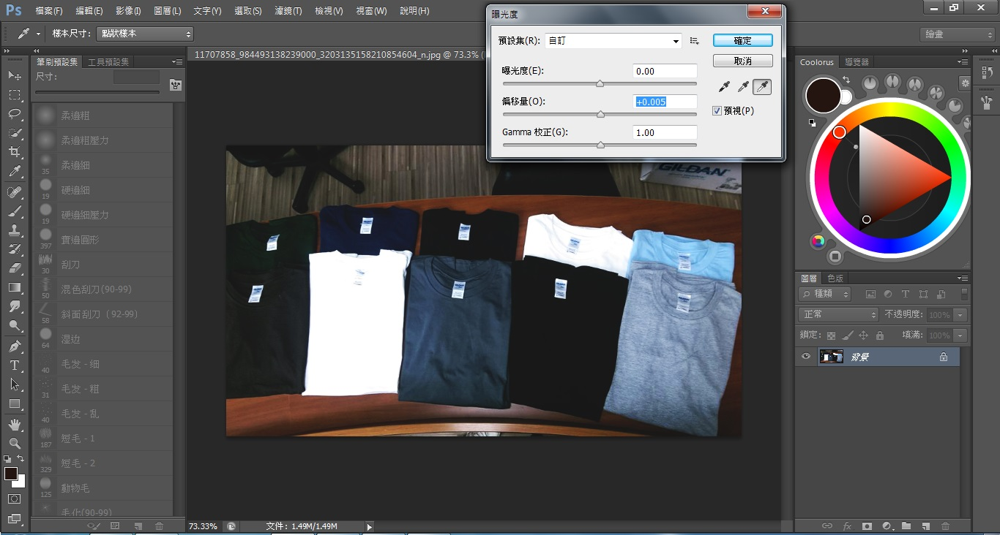 Ps 檔案(F) 編輯(E) 影像(I) 圖層(L) 文字(Y) 選取(S) 濾鏡(T) 檢視(V) 視窗(W) 說明(H)
樣本尺寸: 點狀樣本
繪畫
筆刷預設集 工具預設集
尺寸:
柔邊粗
柔邊粗壓力
柔邊細
35
硬邊細
19
硬邊細壓力
19
實邊圓形
397
刮刀
30
混色刮刀(90-99)
50
斜面刮刀（92-99）
58
湿边
64
毛发 - 细
40
毛发 - 粗
31
毛发 - 乱
40
短毛 - 1
187
短毛 - 2
329
動物毛
125
毛化(90-99)
11707858_984493138239000_3203135158210854604_n.jpg @ 73.3% (
曝光度
預設集(R): 自訂
確定
取消
曝光度(E): 0.00
偏移量(O): +0.005
預視(P)
Gamma 校正(G): 1.00
GILDAN
73.33% 文件: 1.49M/1.49M
Coolorus 導覽器
圖層 色版
種類 T
正常 不透明度: 100%
鎖定: 填滿: 100%
背景
fx